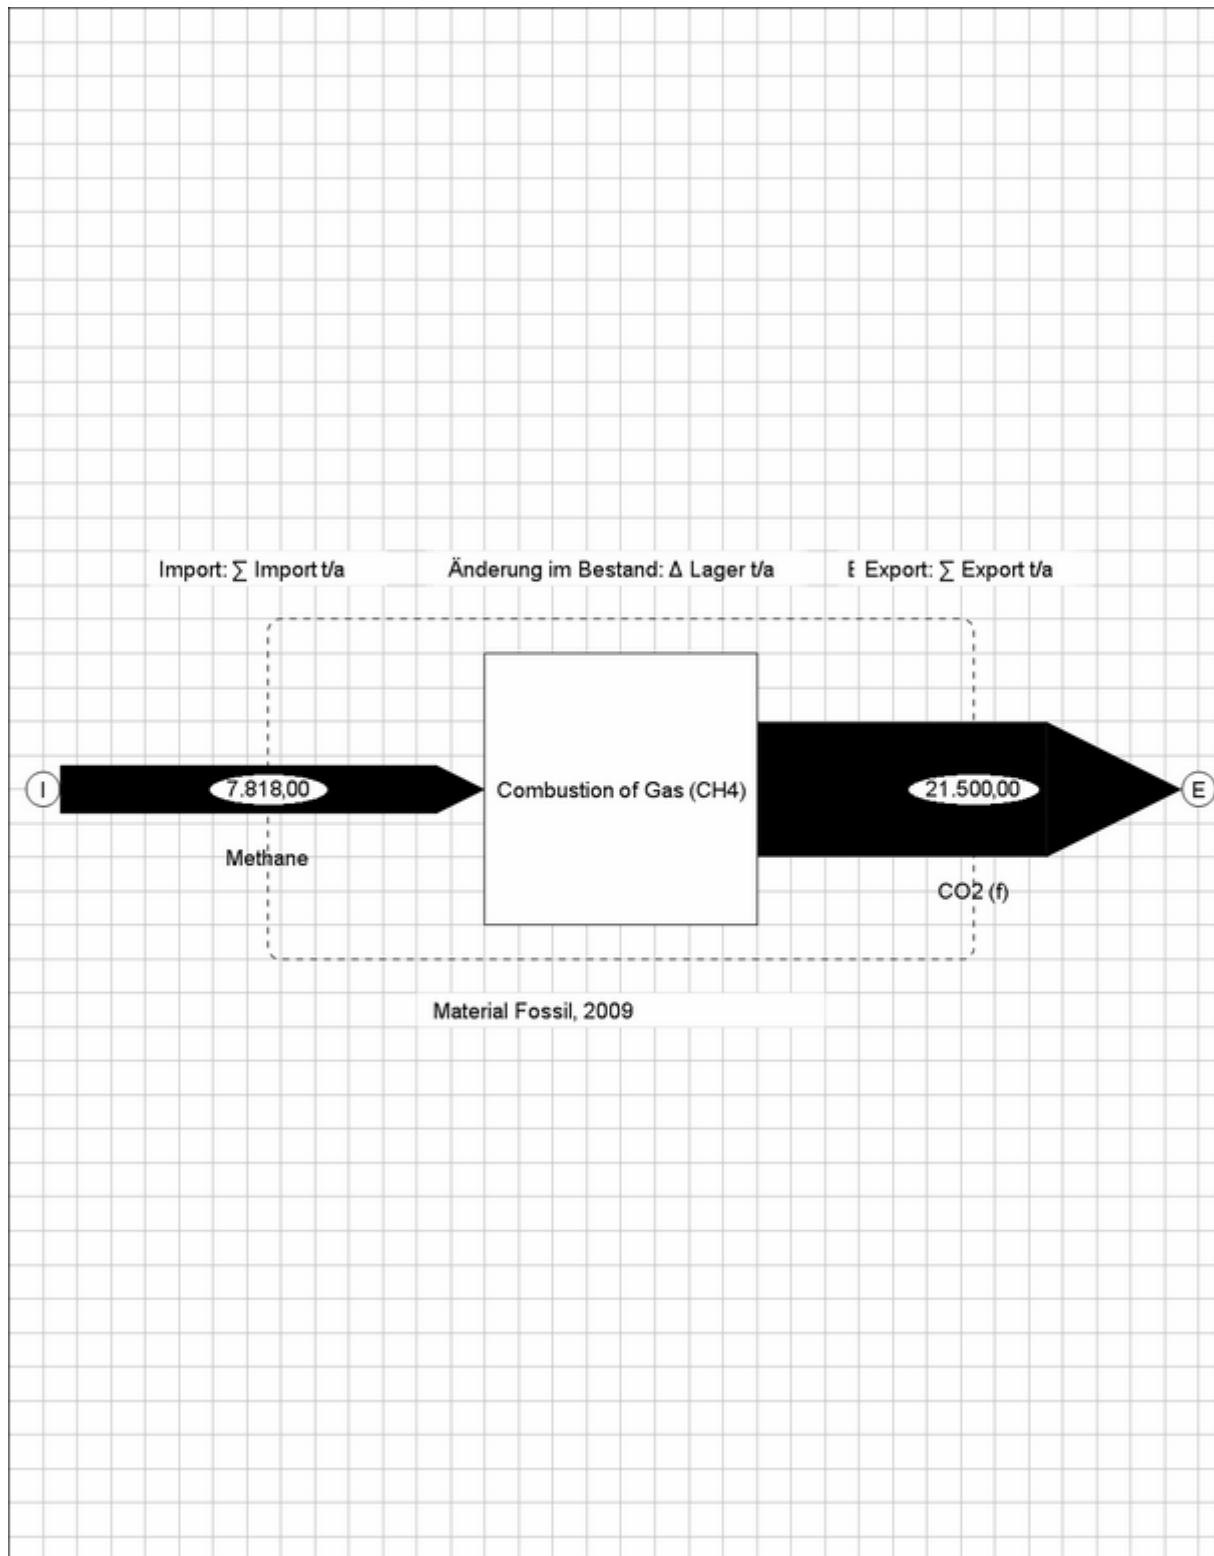 Import: ∑ Import t/a
Änderung im Bestand: Δ Lager t/a
E Export: ∑ Export t/a
I
7.818,00
Combustion of Gas (CH4)
21.500,00
E
Methane
CO2 (f)
Material Fossil, 2009